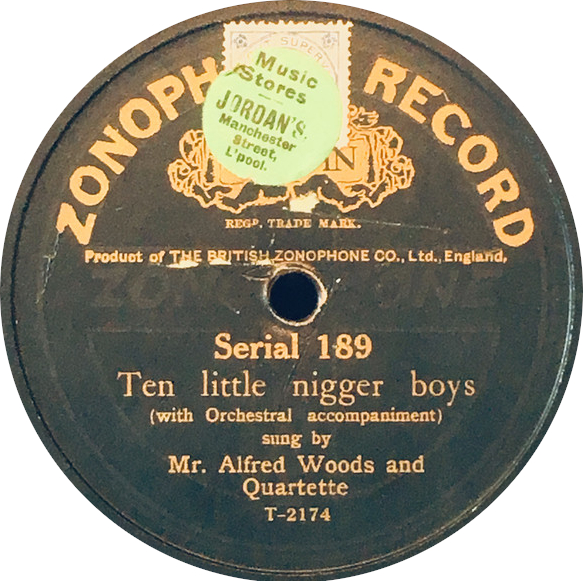 ZONOPH RECORD
SUPERV
Music
Stores
JORDAN'S,
Manchester
Street,
L'pool.
REGD. TRADE MARK.
Product of THE BRITISH ZONOPHONE CO., Ltd., England,
Serial 189
Ten little nigger boys
(with Orchestral accompaniment)
sung by
Mr. Alfred Woods and
Quartette
T-2174